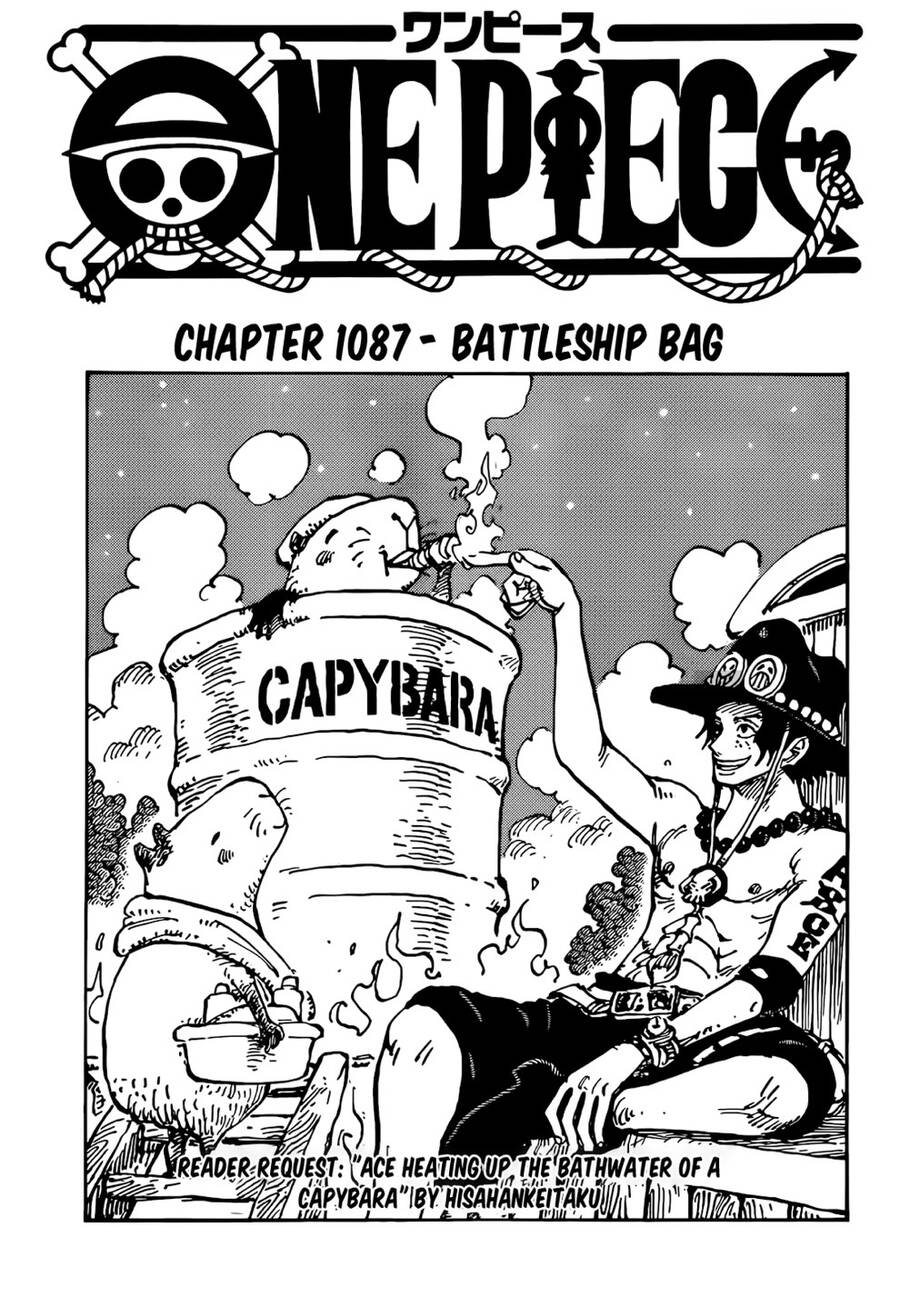 ワンピース
ONE PIECE
CHAPTER 1087 - BATTLESHIP BAG
CAPYBARA
ASCE
READER REQUEST: "ACE HEATING UP THE BATHWATER OF A
CAPYBARA" BY HISAHANKEITAKU